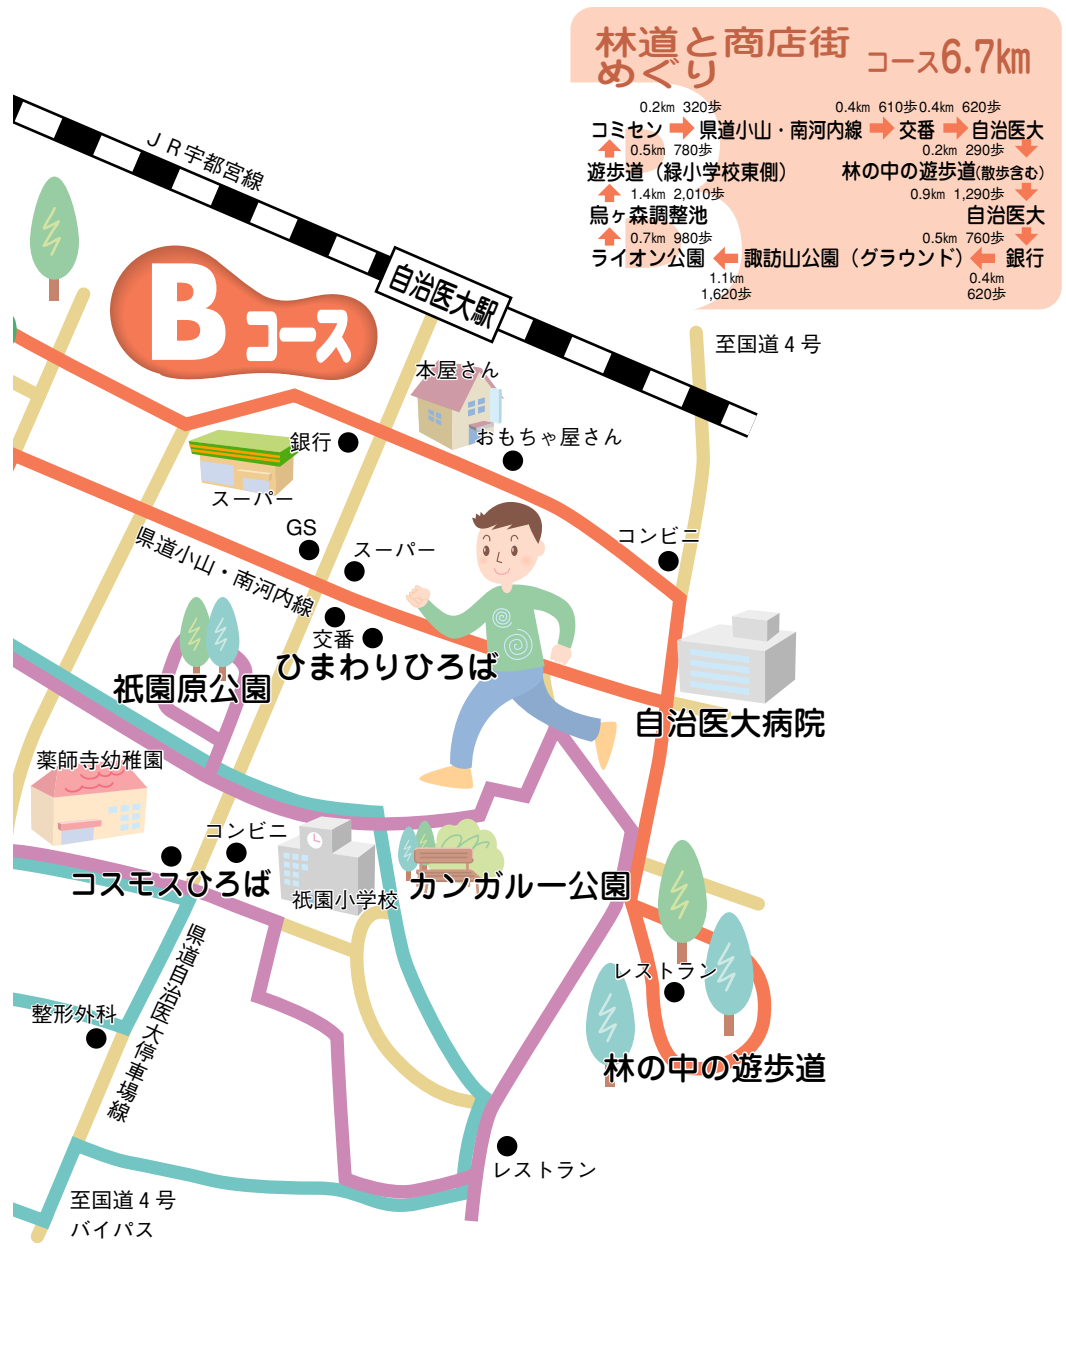 林道と商店街
めぐり
コース6.7km
0.2km 320歩
0.4km 610歩
0.4km 620歩
コミセン
県道小山・南河内線
交番
自治医大
0.5km 780歩
0.2km 290歩
遊歩道（緑小学校東側）
林の中の遊歩道(散歩含む)
1.4km 2,010歩
0.9km 1,290歩
烏ヶ森調整池
自治医大
0.7km 980歩
0.5km 760歩
ライオン公園
諏訪山公園（グラウンド）
銀行
1.1km
1,620歩
0.4km
620歩
ＪＲ宇都宮線
Bコース
自治医大駅
至国道4号
本屋さん
おもちゃ屋さん
銀行
スーパー
GS
スーパー
コンビニ
県道小山・南河内線
交番
ひまわりひろば
祇園原公園
自治医大病院
薬師寺幼稚園
コンビニ
コスモスひろば
祇園小学校
カンガルー公園
県道自治医大停車場線
レストラン
整形外科
林の中の遊歩道
レストラン
至国道4号
バイパス